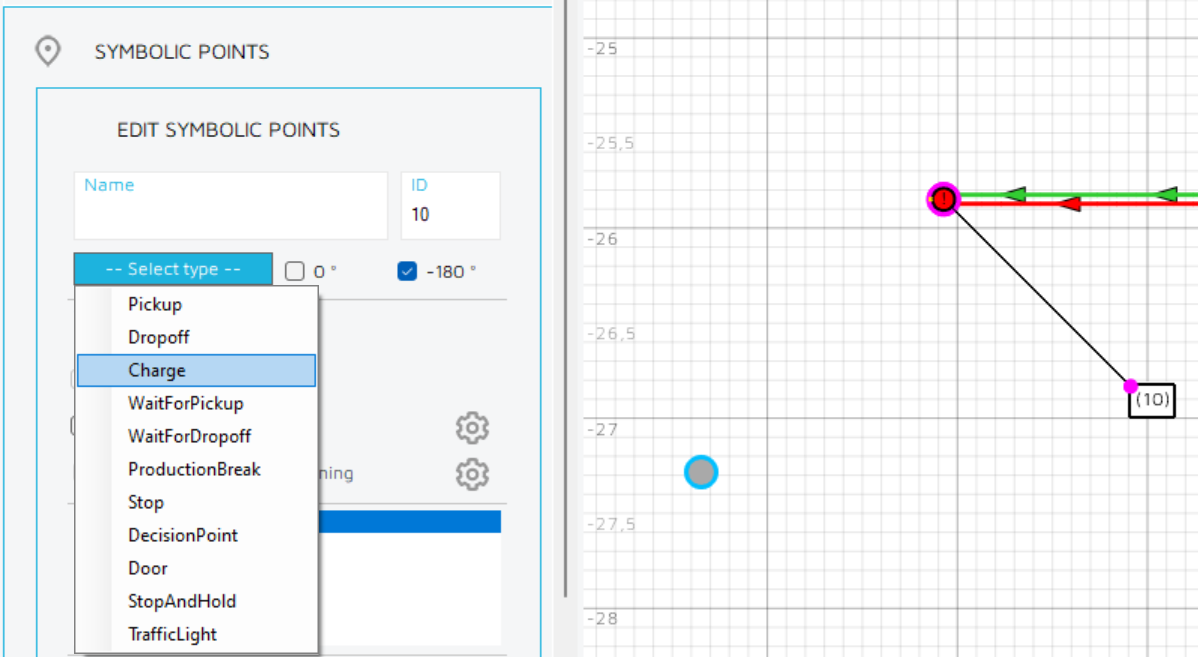 SYMBOLIC POINTS
EDIT SYMBOLIC POINTS
Name
ID
10
-- Select type --
0 °
-180 °
Pickup
Dropoff
Charge
WaitForPickup
WaitForDropoff
ProductionBreak
ning
Stop
DecisionPoint
Door
StopAndHold
TrafficLight
-25
-25,5
-26
-26,5
(10)
-27
-27,5
-28